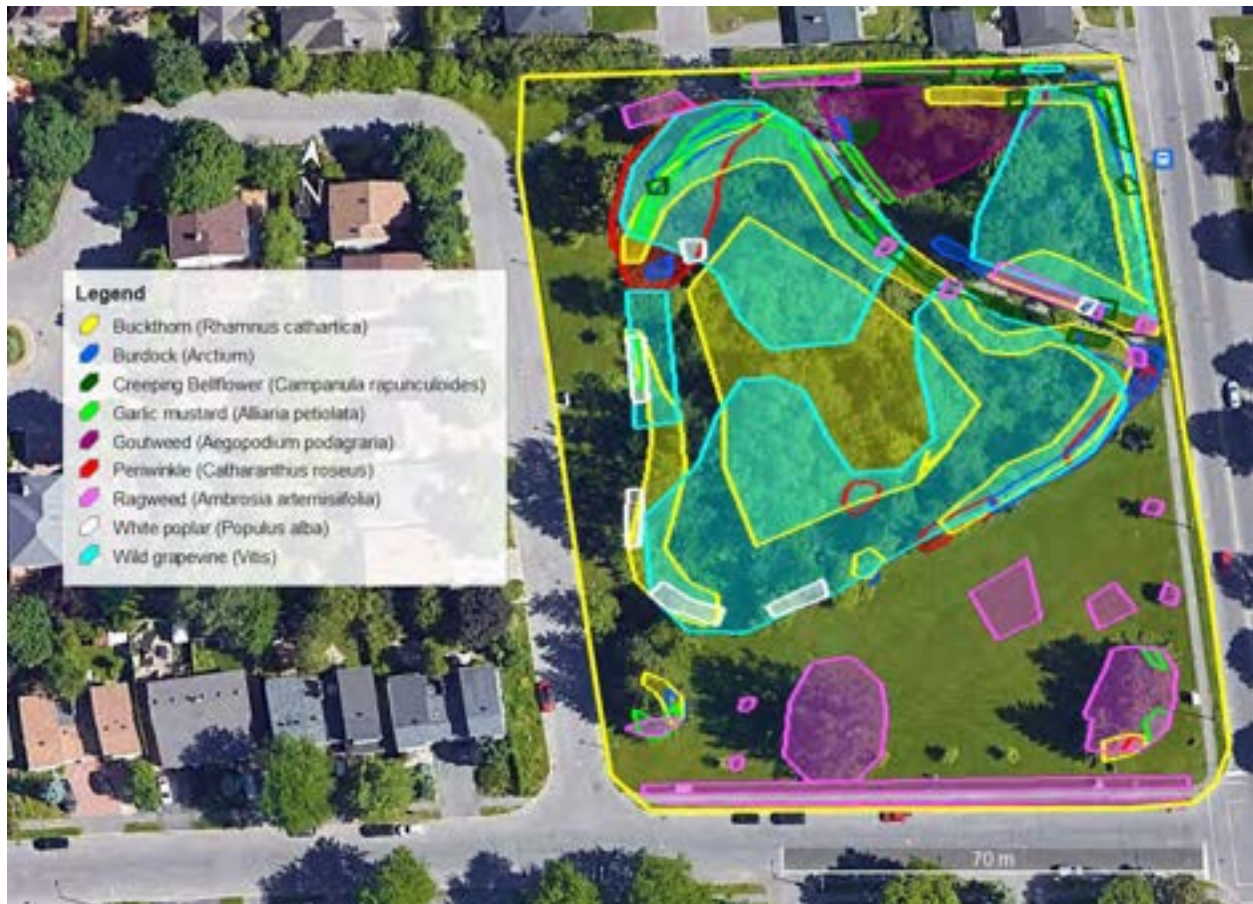 N
Legend
Buckthorn (Rhamnus cathartica)
Burdock (Arctium)
Creeping Bellflower (Campanula rapunculoides)
Garlic mustard (Alliaria petiolata)
Goutweed (Aegopodium podagraria)
Periwinkle (Catharanthus roseus)
Ragweed (Ambrosia artemisiifolia)
White poplar (Populus alba)
Wild grapevine (Vitis)
70 m